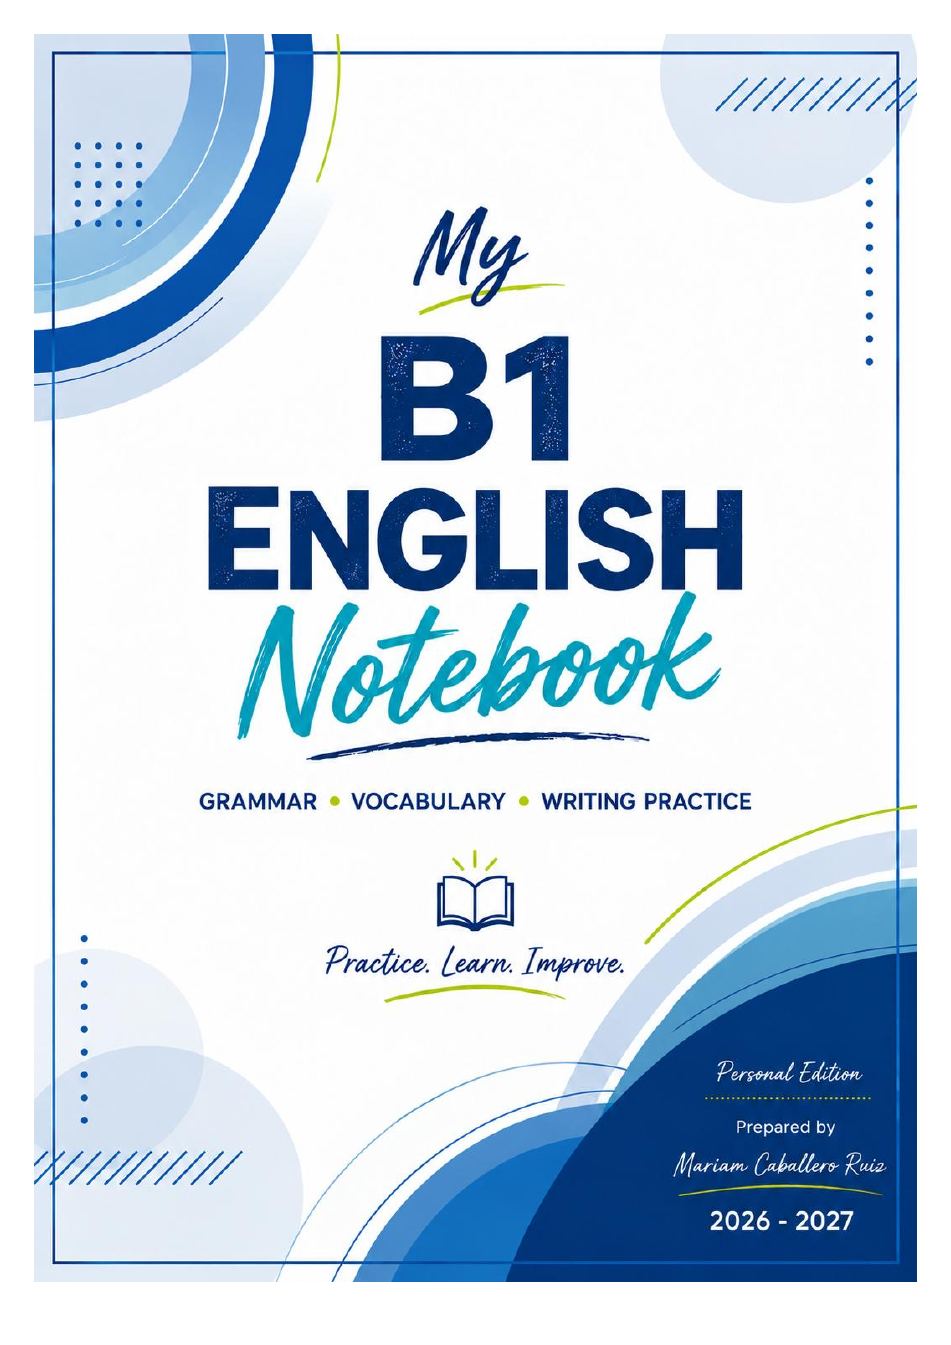 My
B1
ENGLISH
Notebook
GRAMMAR • VOCABULARY • WRITING PRACTICE
Practice. Learn. Improve.
Personal Edition
Prepared by
Mariam Caballero Ruiz
2026 - 2027